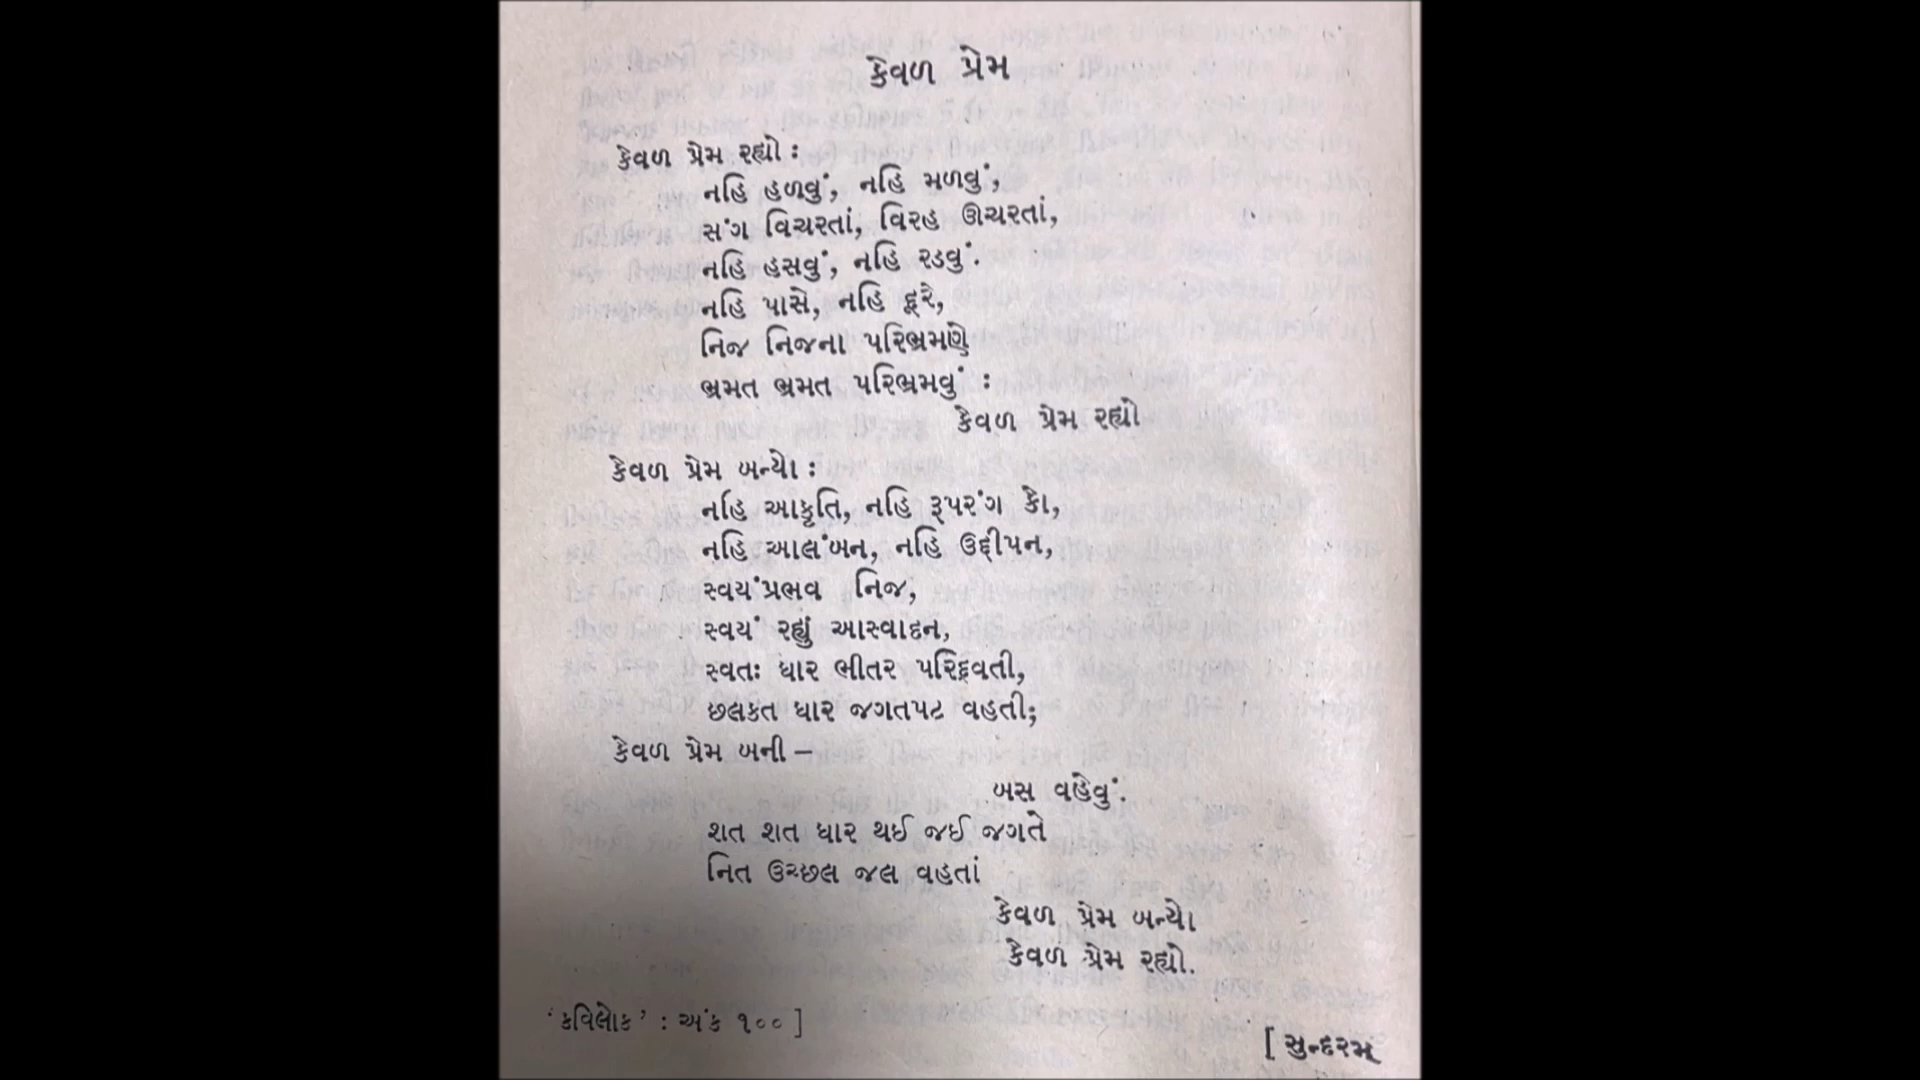 કેવળ પ્રેમ
કેવળ પ્રેમ રહ્યો :
નહિ હળવું, નહિ મળવું,
સંગ વિચરતાં, વિરહ ઊચરતાં,
નહિ હસવું, નહિ રડવું.
નહિ પાસે, નહિ દૂરે,
નિજ નિજના પરિભ્રમણે
ભ્રમત ભ્રમત પરિભ્રમવું :
કેવળ પ્રેમ રહ્યો
કેવળ પ્રેમ બન્યો :
નહિ આકૃતિ, નહિ રૂપરંગ કો,
નહિ આલંબન, નહિ ઉદ્દીપન,
સ્વયંપ્રભવ નિજ,
સ્વયં રહ્યું આસ્વાદન,
સ્વતઃ ધાર ભીતર પરિદ્રવતી,
છલકત ધાર જગતપટ વહતી;
કેવળ પ્રેમ બની –
બસ વહેવું.
શત શત ધાર થઈ જઈ જગતે
નિત ઉચ્છલ જલ વહતાં
કેવળ પ્રેમ બન્યો
કેવળ પ્રેમ રહ્યો.
‘કવિલોક’ : અંક ૧૦૦ ]
[ સુન્દરમ્